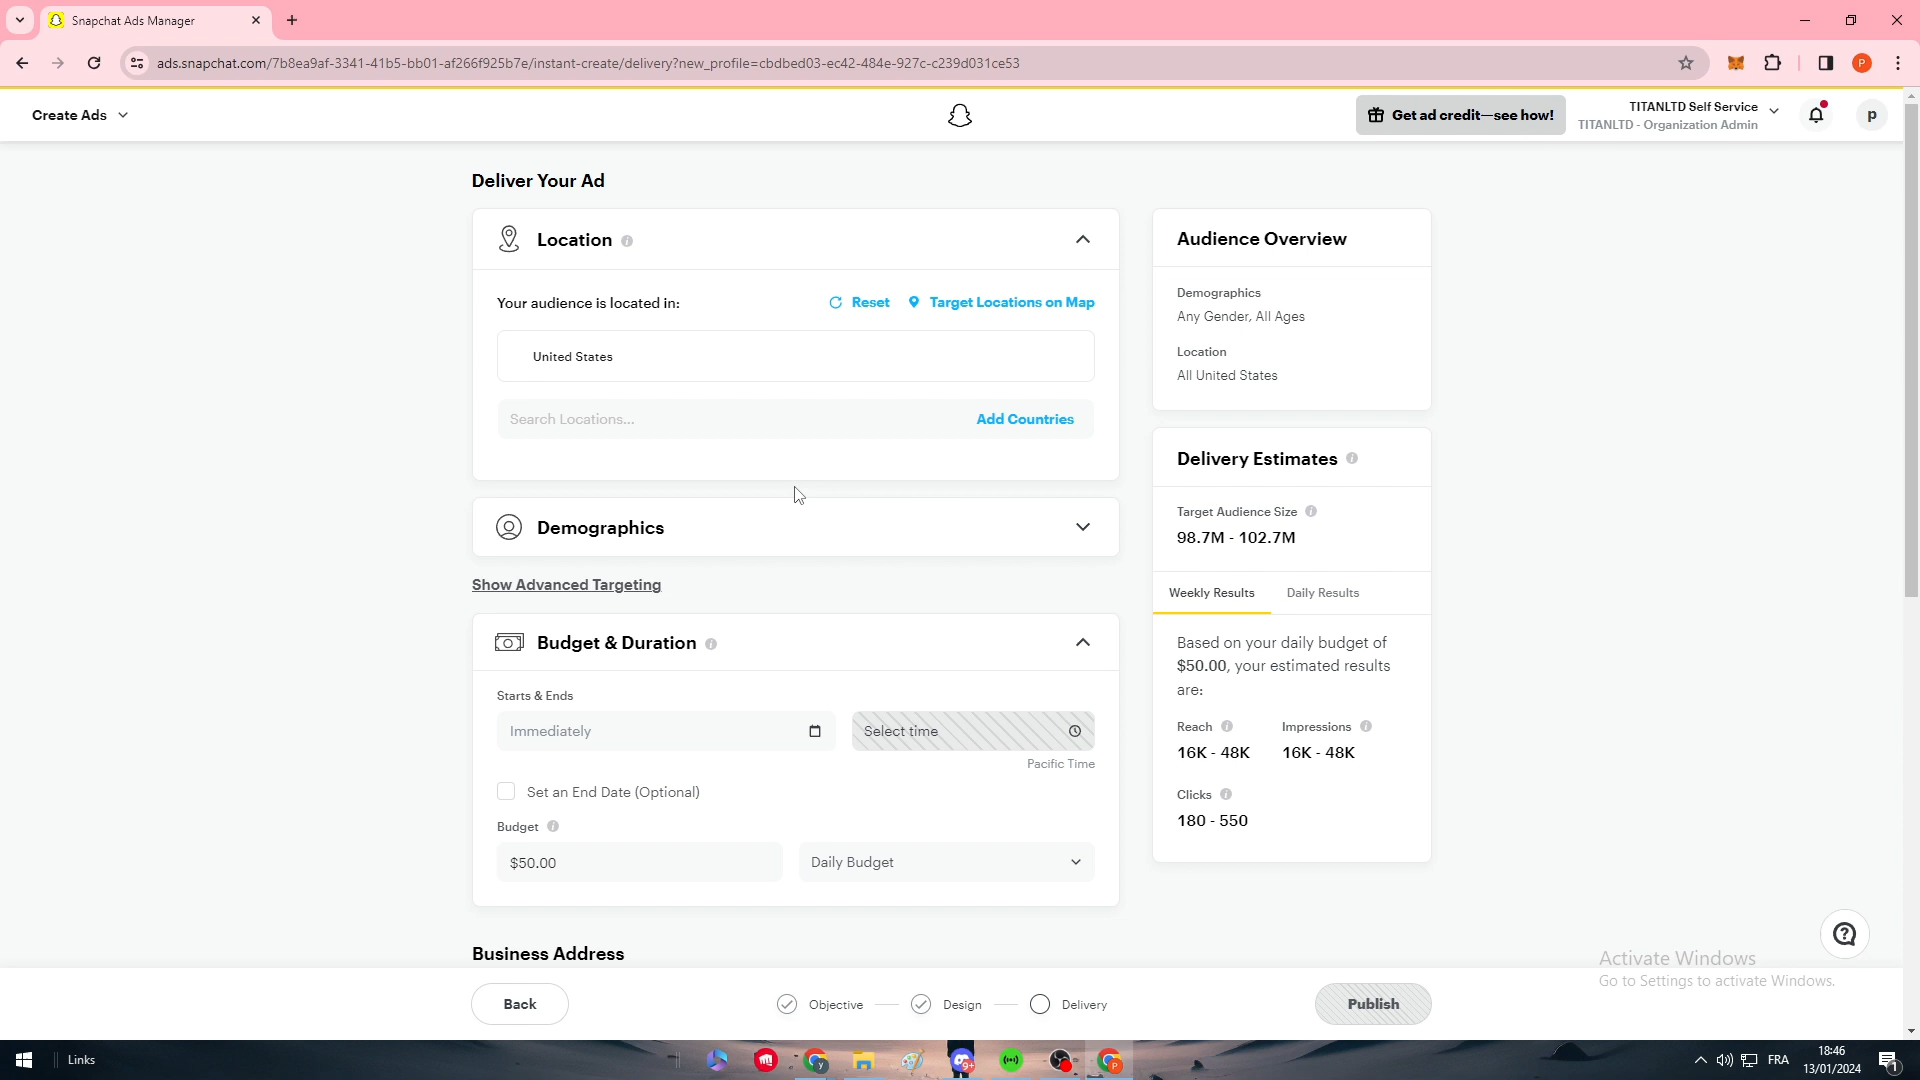 Snapchat Ads Manager
ads.snapchat.com/7b8ea9af-3341-41b5-bb01-af266f925b7e/instant-create/delivery?new_profile=cbdbed03-ec42-484e-927c-c239d031ce53
P
Create Ads
Get ad credit—see how!
TITANLTD Self Service
TITANLTD - Organization Admin
p
Deliver Your Ad
Location
Your audience is located in:
Reset
Target Locations on Map
United States
Search Locations...
Add Countries
Demographics
Show Advanced Targeting
Budget & Duration
Starts & Ends
Immediately
Select time
Pacific Time
Set an End Date (Optional)
Budget
$50.00
Daily Budget
Business Address
Audience Overview
Demographics
Any Gender, All Ages
Location
All United States
Delivery Estimates
Target Audience Size
98.7M - 102.7M
Weekly Results
Daily Results
Based on your daily budget of
$50.00, your estimated results
are:
Reach
Impressions
16K - 48K
16K - 48K
Clicks
180 - 550
Activate Windows
Go to Settings to activate Windows.
Back
Objective
Design
Delivery
Publish
Links
9+
FRA
18:46
13/01/2024
1